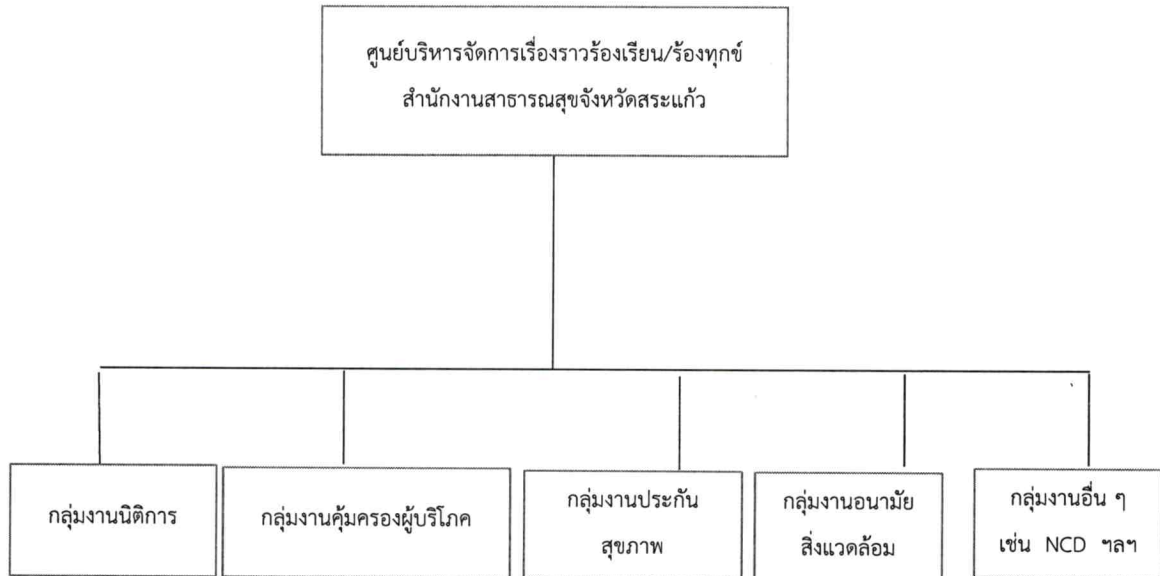 ศูนย์บริหารจัดการเรื่องราวร้องเรียน/ร้องทุกข์
สำนักงานสาธารณสุขจังหวัดสระแก้ว
กลุ่มงานนิติการ
กลุ่มงานคุ้มครองผู้บริโภค
กลุ่มงานประกัน
สุขภาพ
กลุ่มงานอนามัย
สิ่งแวดล้อม
กลุ่มงานอื่น ๆ
เช่น NCD ฯลฯ